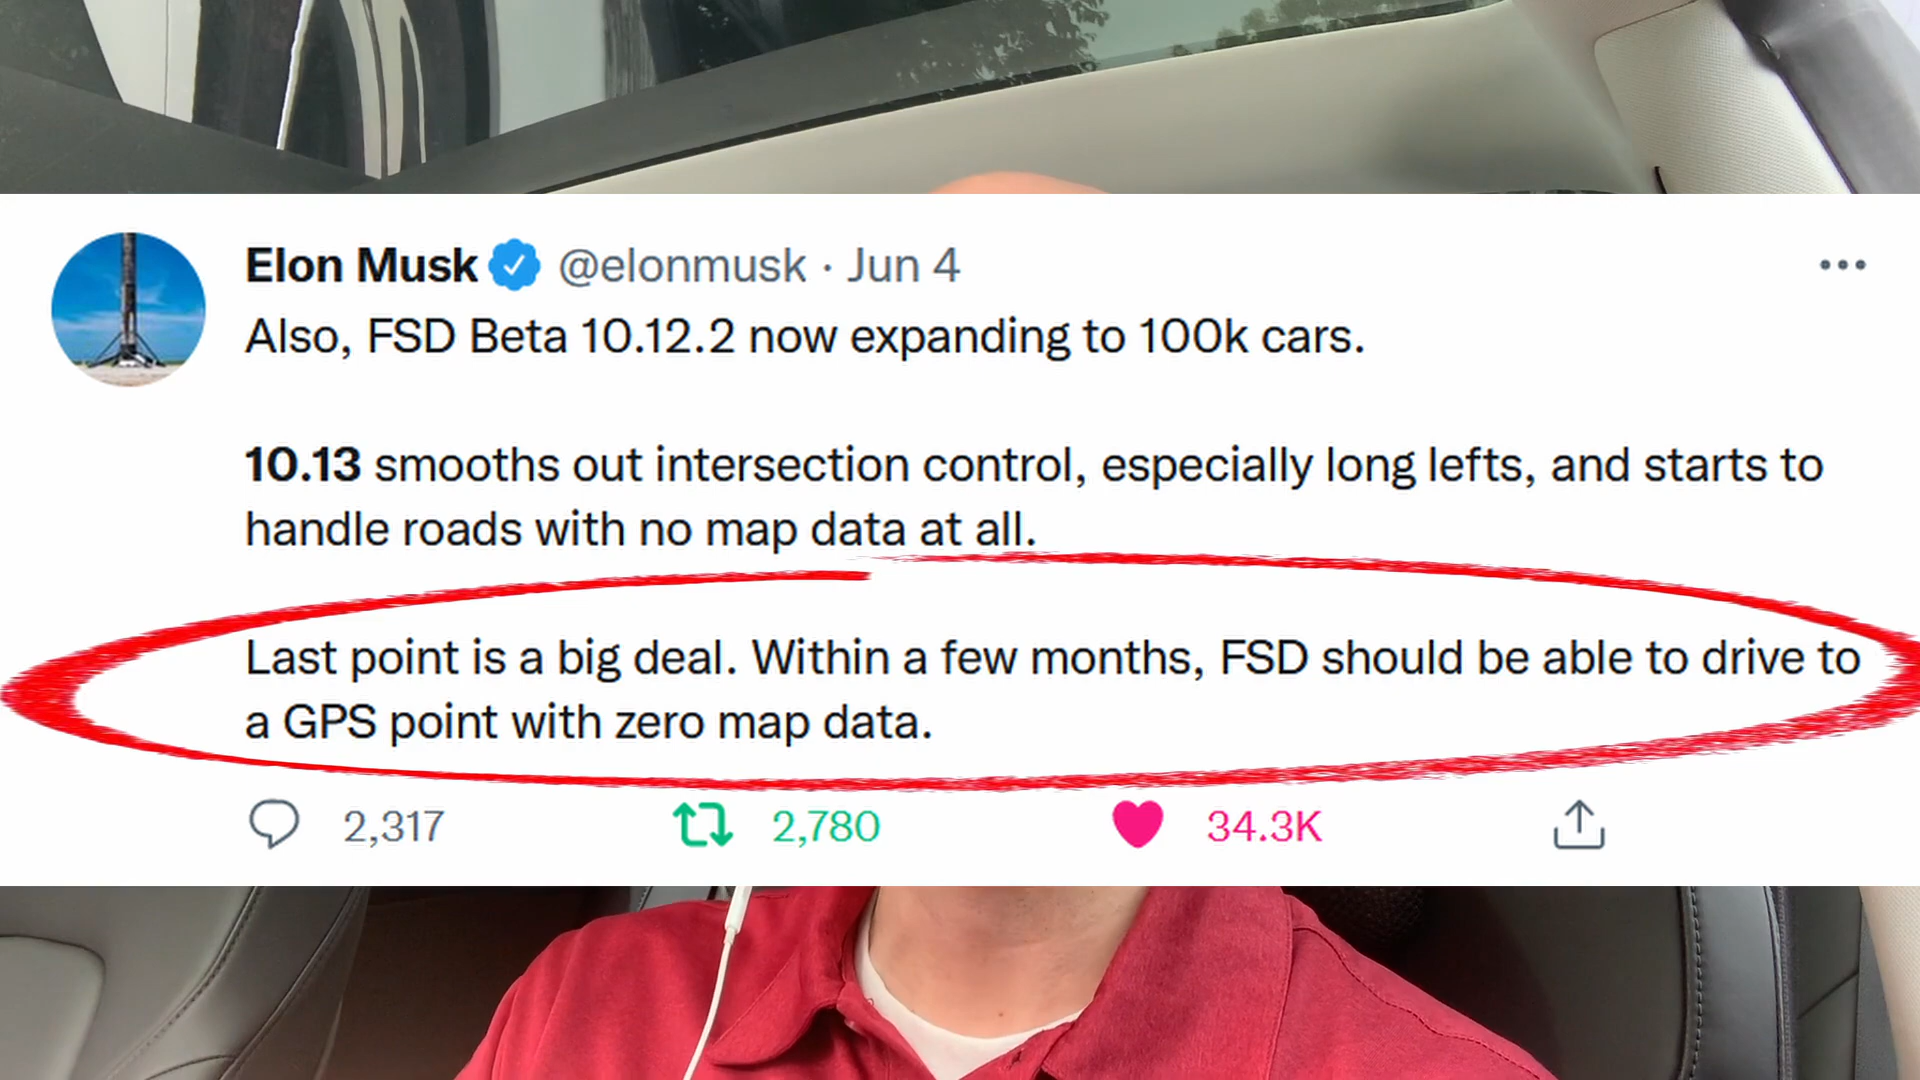 Elon Musk @elonmusk · Jun 4
Also, FSD Beta 10.12.2 now expanding to 100k cars.
10.13 smooths out intersection control, especially long lefts, and starts to
handle roads with no map data at all.
Last point is a big deal. Within a few months, FSD should be able to drive to
a GPS point with zero map data.
2,317 2,780 34.3K